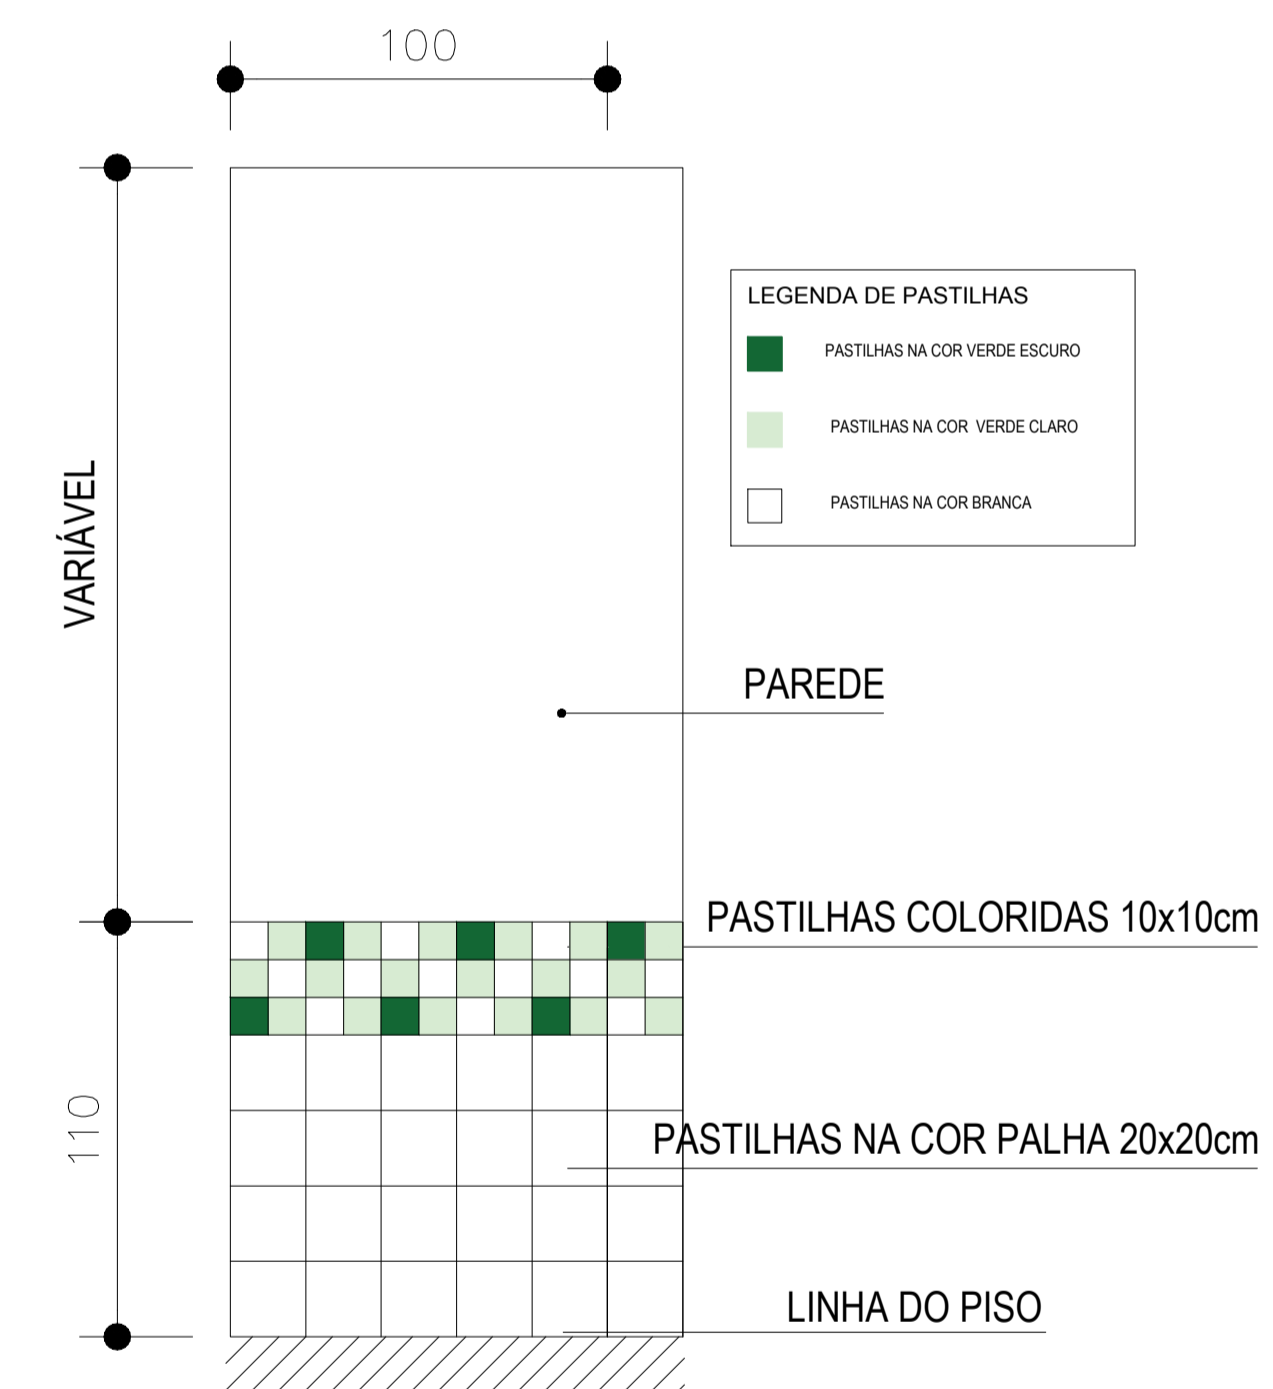 100
LEGENDA DE PASTILHAS
PASTILHAS NA COR VERDE ESCURO
PASTILHAS NA COR VERDE CLARO
PASTILHAS NA COR BRANCA
VARIÁVEL
PAREDE
PASTILHAS COLORIDAS 10x10cm
110
PASTILHAS NA COR PALHA 20x20cm
LINHA DO PISO